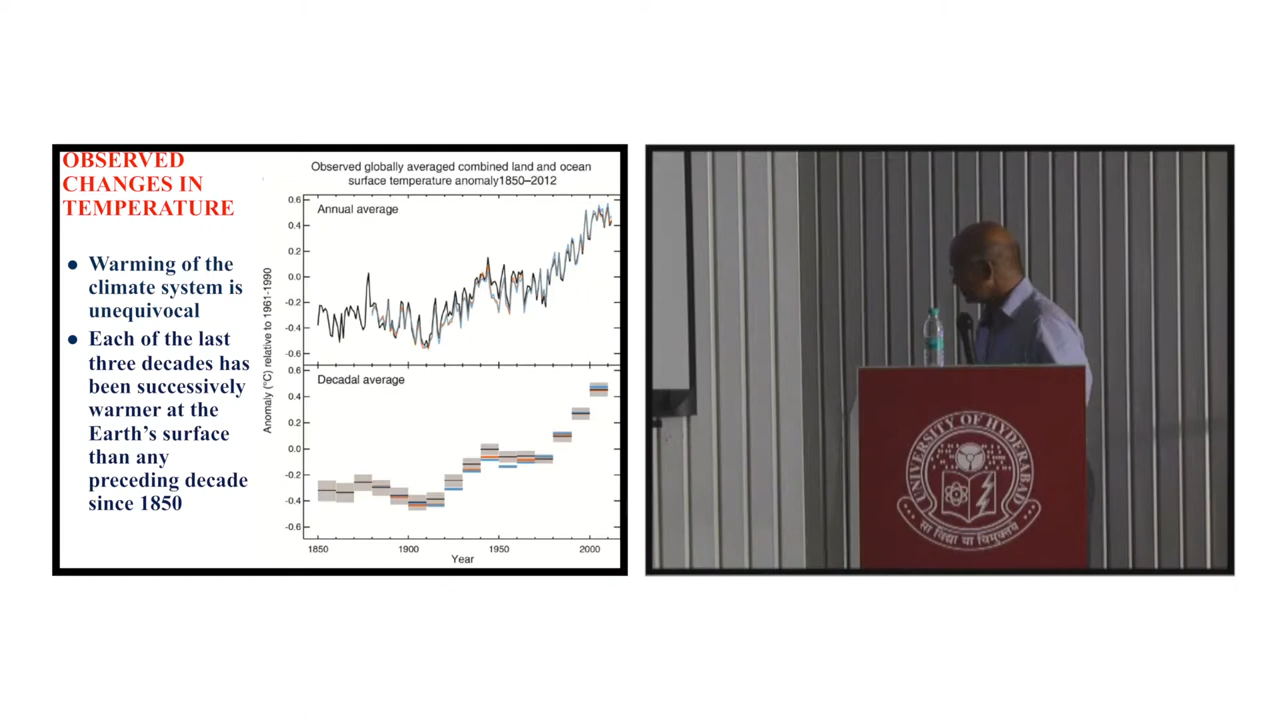 OBSERVED
CHANGES IN
TEMPERATURE
● Warming of the
climate system is
unequivocal
● Each of the last
three decades has
been successively
warmer at the
Earth's surface
than any
preceding decade
since 1850
Observed globally averaged combined land and ocean
surface temperature anomaly1850–2012
Anomaly (°C) relative to 1961-1990
Annual average
0.6
0.4
0.2
0.0
-0.2
-0.4
-0.6
Decadal average
0.6
0.4
0.2
0.0
-0.2
-0.4
-0.6
1850
1900
1950
2000
Year
UNIVERSITY OF HYDERABAD
सा विद्या या विमुक्तये